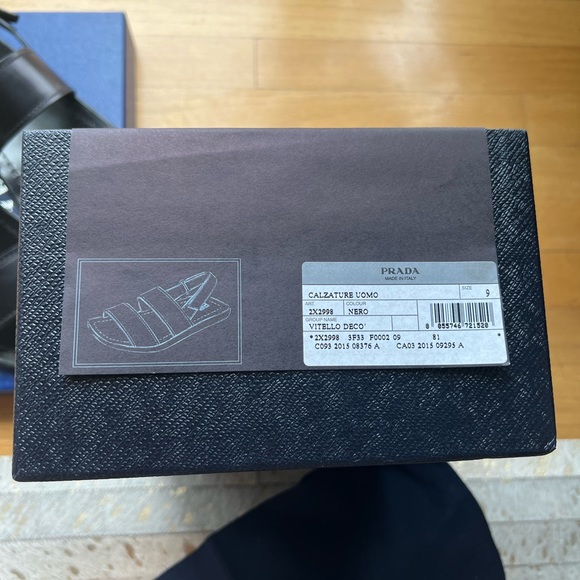 PRADA
MADE IN ITALY
CALZATURE UOMO SIZE 9
ART. COLOUR
2X2998 NERO
GROUP NAME
VITELLO DECO' 8 055746 721520
*2X2998 3F33 F0002 09 81
C093 2015 08376 A CA03 2015 09295 A